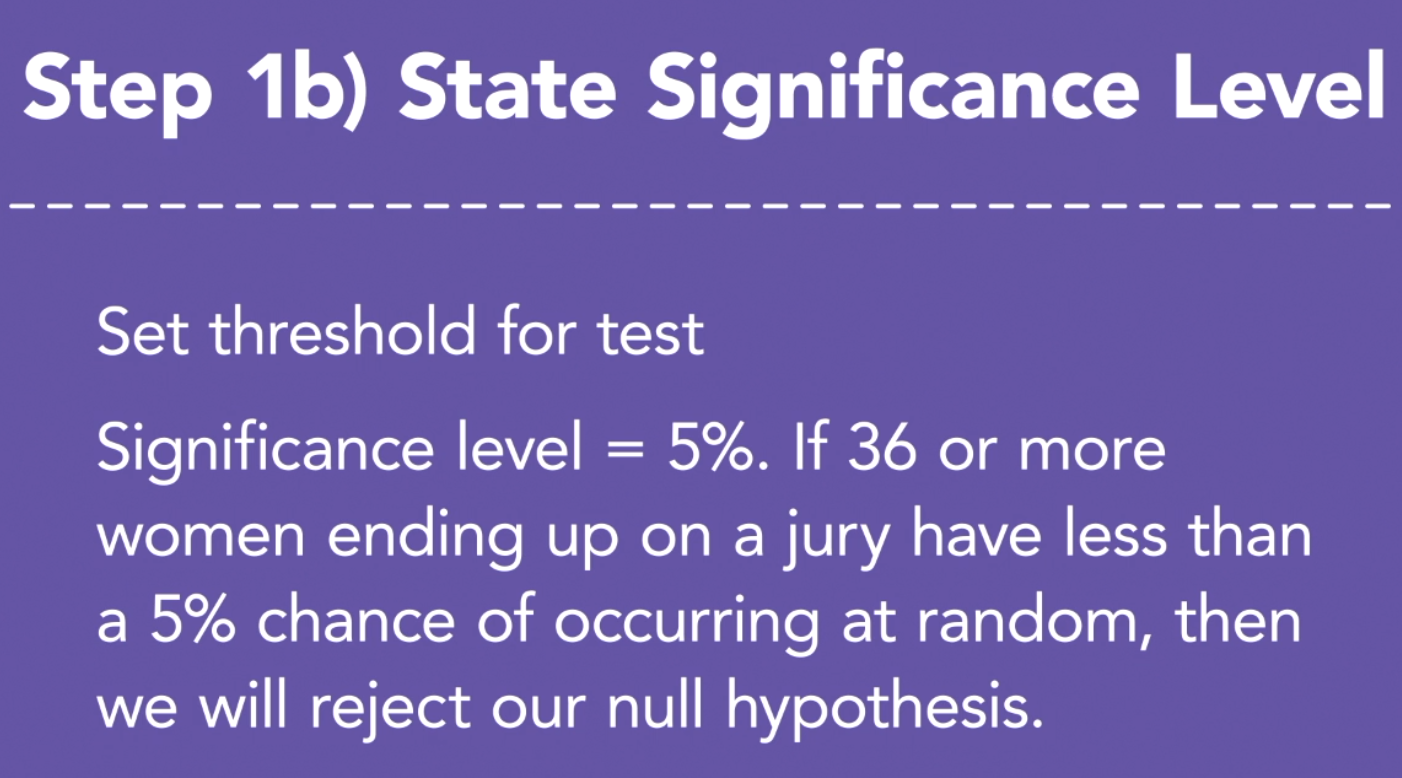 Step 1b) State Significance Level
Set threshold for test
Significance level = 5%. If 36 or more
women ending up on a jury have less than
a 5% chance of occurring at random, then
we will reject our null hypothesis.